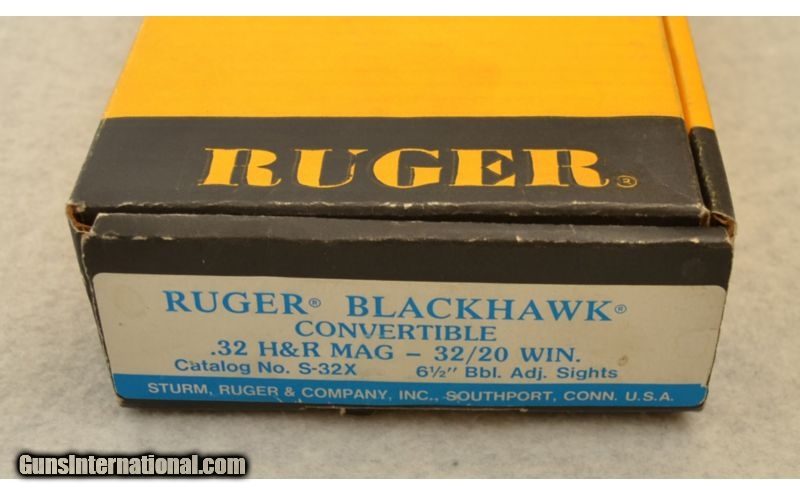 RUGER®
RUGER® BLACKHAWK®
CONVERTIBLE
.32 H&R MAG – 32/20 WIN.
Catalog No. S-32X 6½" Bbl. Adj. Sights
STURM, RUGER & COMPANY, INC., SOUTHPORT, CONN. U.S.A.
GunsInternational.com